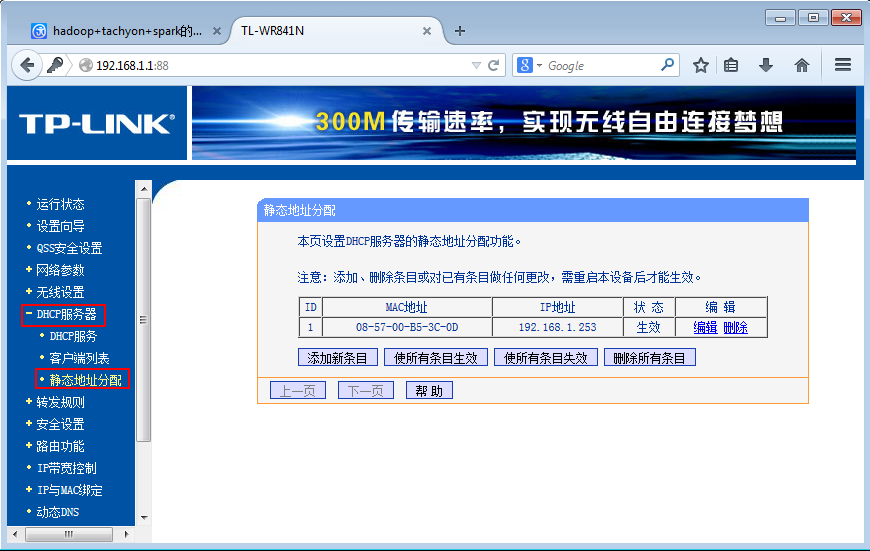 hadoop+tachyon+spark的...
TL-WR841N
192.168.1.1:88
Google
TP-LINK®
300M传输速率，实现无线自由连接梦想
运行状态
设置向导
QSS安全设置
网络参数
无线设置
DHCP服务器
DHCP服务
客户端列表
静态地址分配
转发规则
安全设置
路由功能
IP带宽控制
IP与MAC绑定
动态DNS
静态地址分配
本页设置DHCP服务器的静态地址分配功能。
注意：添加、删除条目或对已有条目做任何更改，需重启本设备后才能生效。
ID MAC地址 IP地址 状 态 编 辑
1 08-57-00-B5-3C-0D 192.168.1.253 生效 编辑 删除
添加新条目 使所有条目生效 使所有条目失效 删除所有条目
上一页 下一页 帮 助